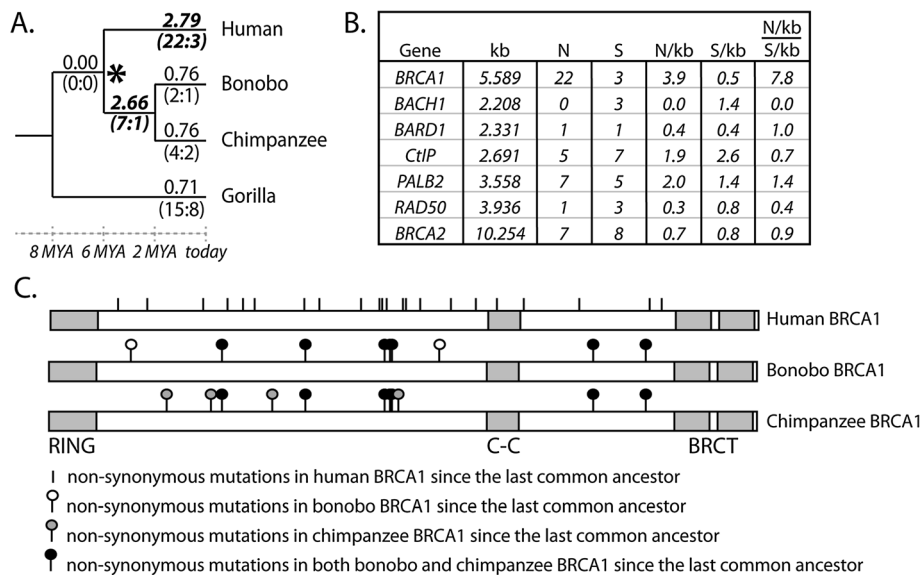 A.
2.79
(22:3)
Human
0.00
(0:0)
*
0.76
(2:1)
Bonobo
2.66
(7:1)
0.76
(4:2)
Chimpanzee
0.71
(15:8)
Gorilla
8 MYA 6 MYA 2 MYA today
B.
Gene kb N S N/kb S/kb N/kb
S/kb
BRCA1 5.589 22 3 3.9 0.5 7.8
BACH1 2.208 0 3 0.0 1.4 0.0
BARD1 2.331 1 1 0.4 0.4 1.0
CtIP 2.691 5 7 1.9 2.6 0.7
PALB2 3.558 7 5 2.0 1.4 1.4
RAD50 3.936 1 3 0.3 0.8 0.4
BRCA2 10.254 7 8 0.7 0.8 0.9
C.
Human BRCA1
Bonobo BRCA1
Chimpanzee BRCA1
RING C-C BRCT
non-synonymous mutations in human BRCA1 since the last common ancestor
non-synonymous mutations in bonobo BRCA1 since the last common ancestor
non-synonymous mutations in chimpanzee BRCA1 since the last common ancestor
non-synonymous mutations in both bonobo and chimpanzee BRCA1 since the last common ancestor